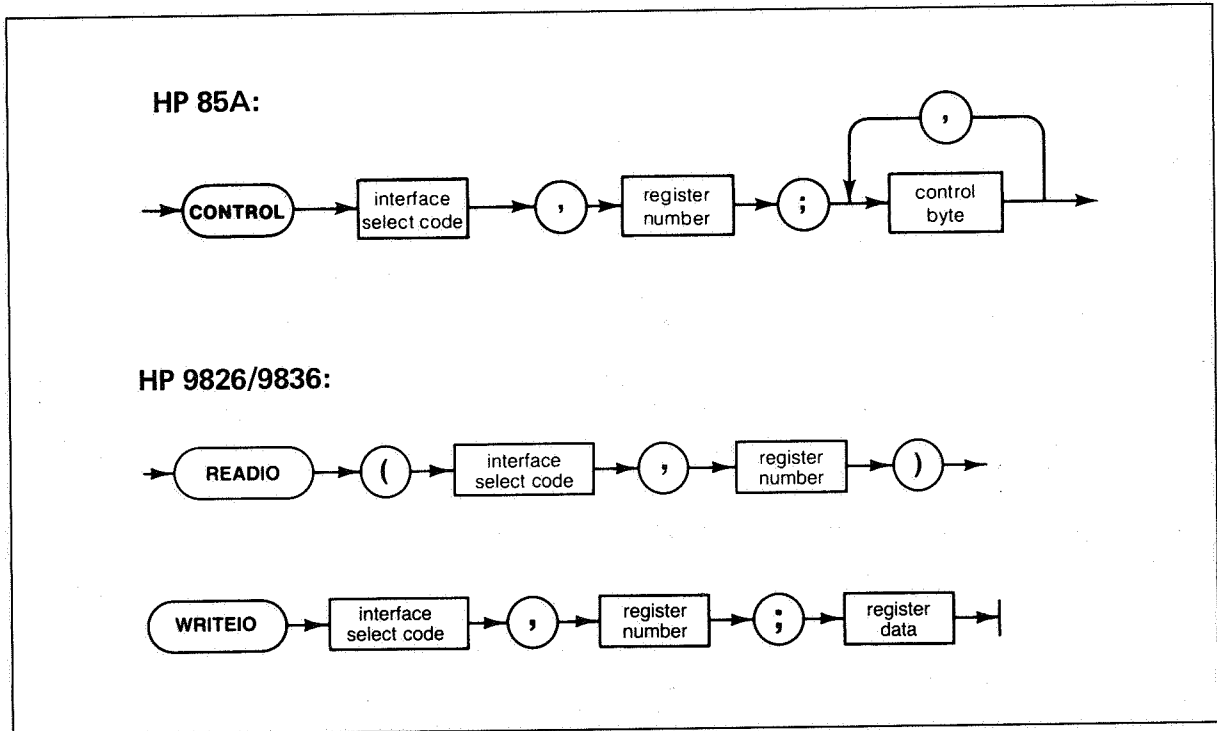 HP 85A:
,
CONTROL interface select code , register number ; control byte
HP 9826/9836:
READIO ( interface select code , register number )
WRITEIO interface select code , register number ; register data